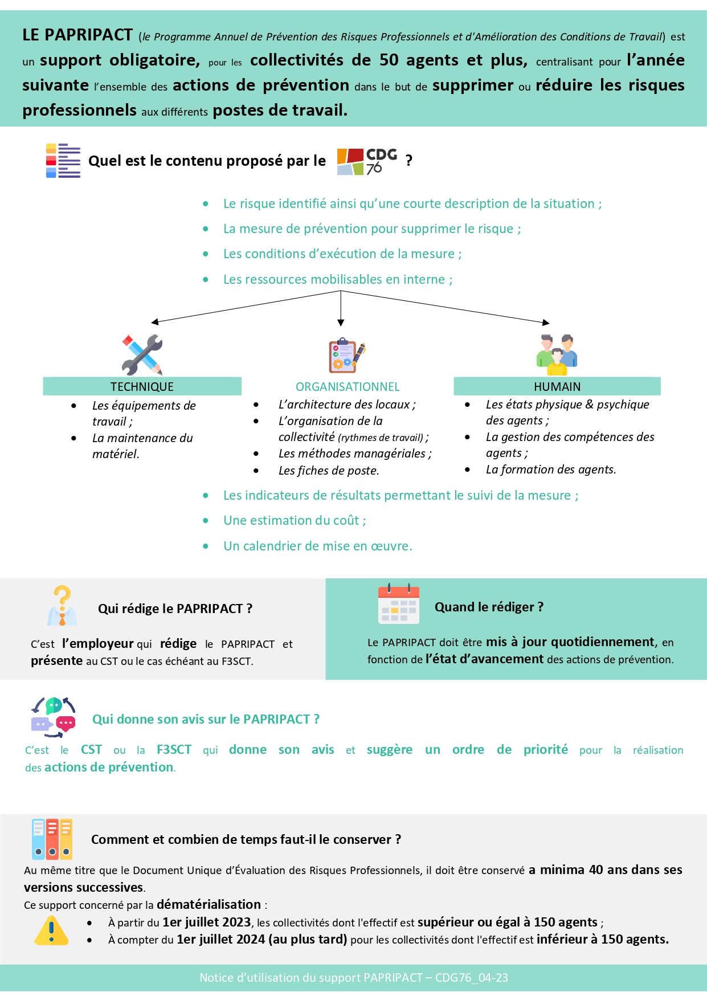 LE PAPRIPACT (le Programme Annuel de Prévention des Risques Professionnels et d'Amélioration des Conditions de Travail) est
un support obligatoire, pour les collectivités de 50 agents et plus, centralisant pour l’année
suivante l’ensemble des actions de prévention dans le but de supprimer ou réduire les risques
professionnels aux différents postes de travail.
Quel est le contenu proposé par le CDG 76 ?
• Le risque identifié ainsi qu’une courte description de la situation ;
• La mesure de prévention pour supprimer le risque ;
• Les conditions d’exécution de la mesure ;
• Les ressources mobilisables en interne ;
TECHNIQUE
• Les équipements de
travail ;
• La maintenance du
matériel.
ORGANISATIONNEL
• L’architecture des locaux ;
• L’organisation de la
collectivité (rythmes de travail) ;
• Les méthodes managériales ;
• Les fiches de poste.
HUMAIN
• Les états physique & psychique
des agents ;
• La gestion des compétences des
agents ;
• La formation des agents.
• Les indicateurs de résultats permettant le suivi de la mesure ;
• Une estimation du coût ;
• Un calendrier de mise en œuvre.
Qui rédige le PAPRIPACT ?
C’est l’employeur qui rédige le PAPRIPACT et
présente au CST ou le cas échéant au F3SCT.
Quand le rédiger ?
Le PAPRIPACT doit être mis à jour quotidiennement, en
fonction de l’état d’avancement des actions de prévention.
Qui donne son avis sur le PAPRIPACT ?
C’est le CST ou la F3SCT qui donne son avis et suggère un ordre de priorité pour la réalisation
des actions de prévention.
Comment et combien de temps faut-il le conserver ?
Au même titre que le Document Unique d’Évaluation des Risques Professionnels, il doit être conservé a minima 40 ans dans ses
versions successives.
Ce support concerné par la dématérialisation :
• À partir du 1er juillet 2023, les collectivités dont l'effectif est supérieur ou égal à 150 agents ;
• À compter du 1er juillet 2024 (au plus tard) pour les collectivités dont l'effectif est inférieur à 150 agents.
Notice d’utilisation du support PAPRIPACT – CDG76_04-23